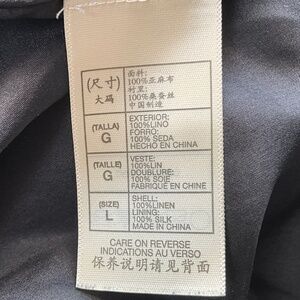 (尺寸)
大码
面料:
100%亚麻布
衬里:
100%桑蚕丝
中国制造
(TALLA)
G
EXTERIOR:
100%LINO
FORRO:
100% SEDA
HECHO EN CHINA
(TAILLE)
G
VESTE:
100%LIN
DOUBLURE:
100% SOIE
FABRIQUÉ EN CHINE
(SIZE)
L
SHELL:
100%LINEN
LINING:
100% SILK
MADE IN CHINA
CARE ON REVERSE
INDICATIONS AU VERSO
保养说明请见背面